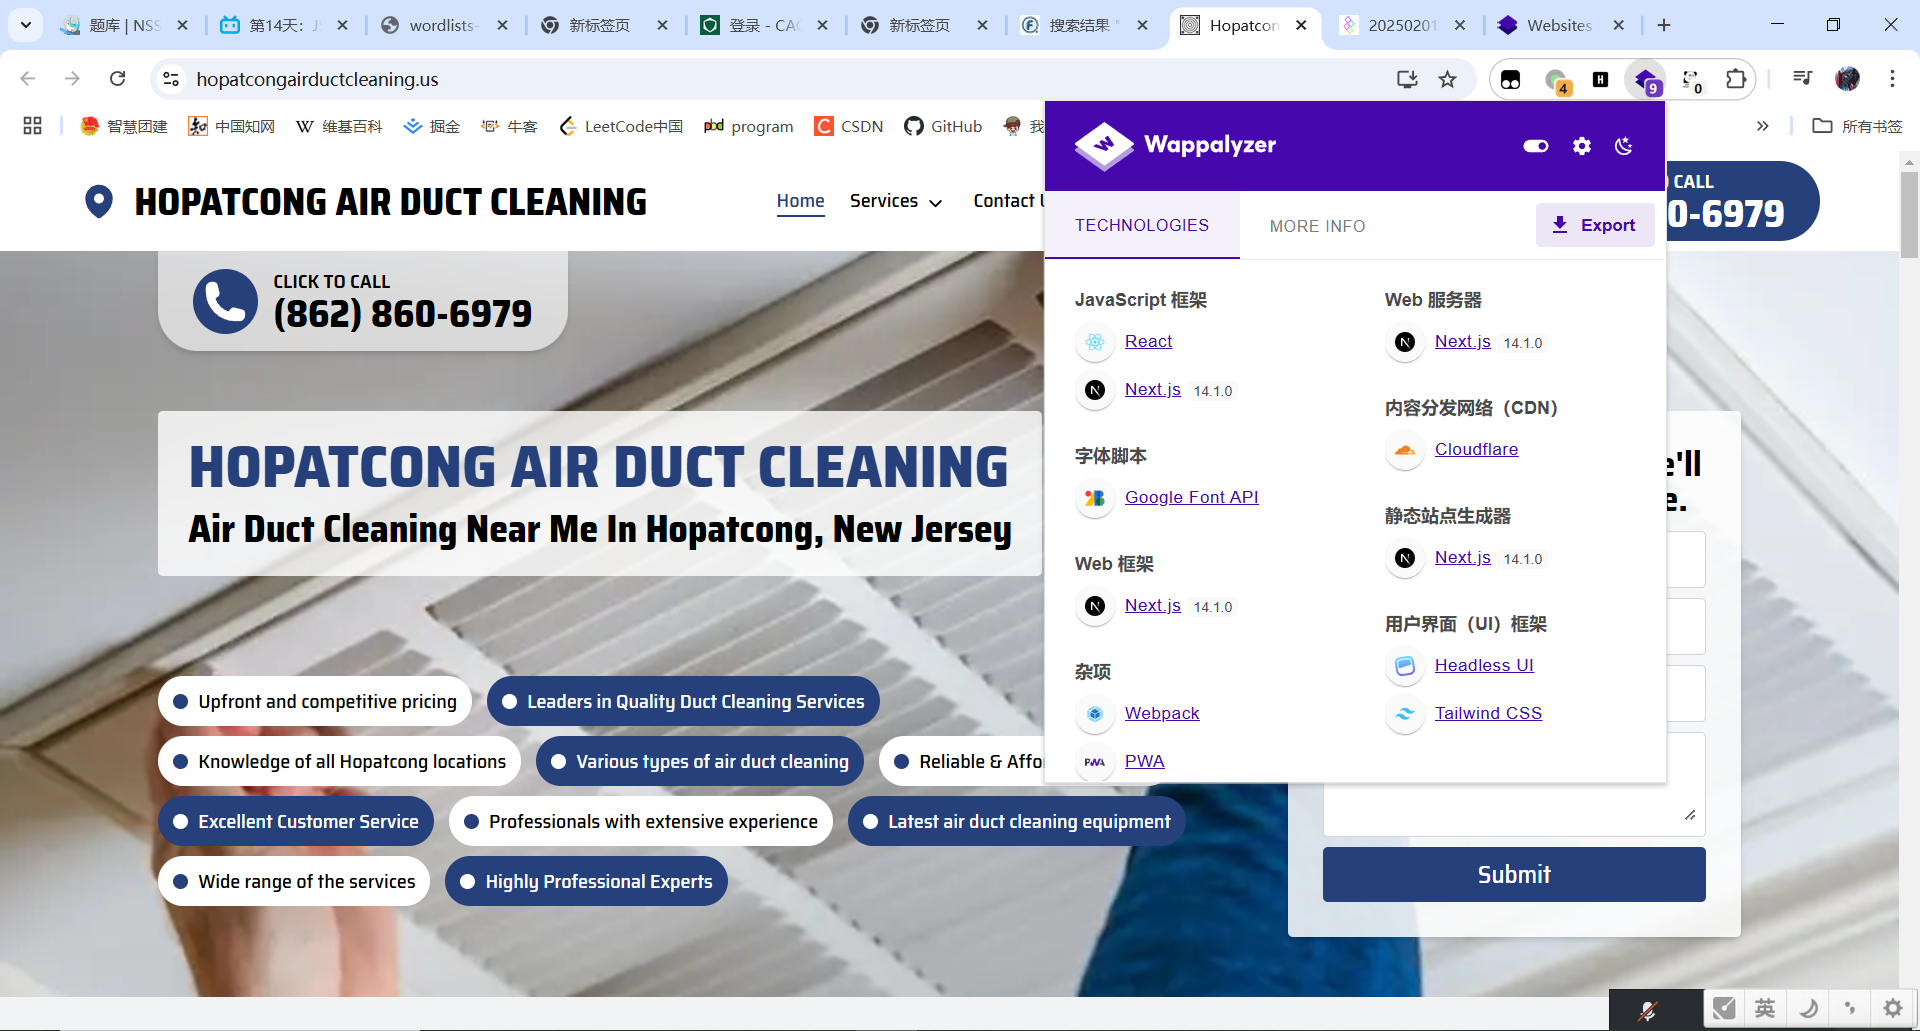 题库 | NSS
第14天：JS
wordlists-
新标签页
登录 - CAC
新标签页
搜索结果 "
Hopatcon
20250201
Websites
hopatcongairductcleaning.us
4
9
0
智慧团建
中国知网
维基百科
掘金
牛客
LeetCode中国
pbd program
CSDN
GitHub
我
所有书签
HOPATCONG AIR DUCT CLEANING
Home
Services
Contact U
CALL
0-6979
CLICK TO CALL
(862) 860-6979
HOPATCONG AIR DUCT CLEANING
Air Duct Cleaning Near Me In Hopatcong, New Jersey
Upfront and competitive pricing
Leaders in Quality Duct Cleaning Services
Knowledge of all Hopatcong locations
Various types of air duct cleaning
Reliable & Affo
Excellent Customer Service
Professionals with extensive experience
Latest air duct cleaning equipment
Wide range of the services
Highly Professional Experts
e'll
e.
Submit
Wappalyzer
TECHNOLOGIES
MORE INFO
Export
JavaScript 框架
React
Next.js 14.1.0
字体脚本
Google Font API
Web 框架
Next.js 14.1.0
杂项
Webpack
PWA
PWA
Web 服务器
Next.js 14.1.0
内容分发网络（CDN）
Cloudflare
静态站点生成器
Next.js 14.1.0
用户界面（UI）框架
Headless UI
Tailwind CSS
英